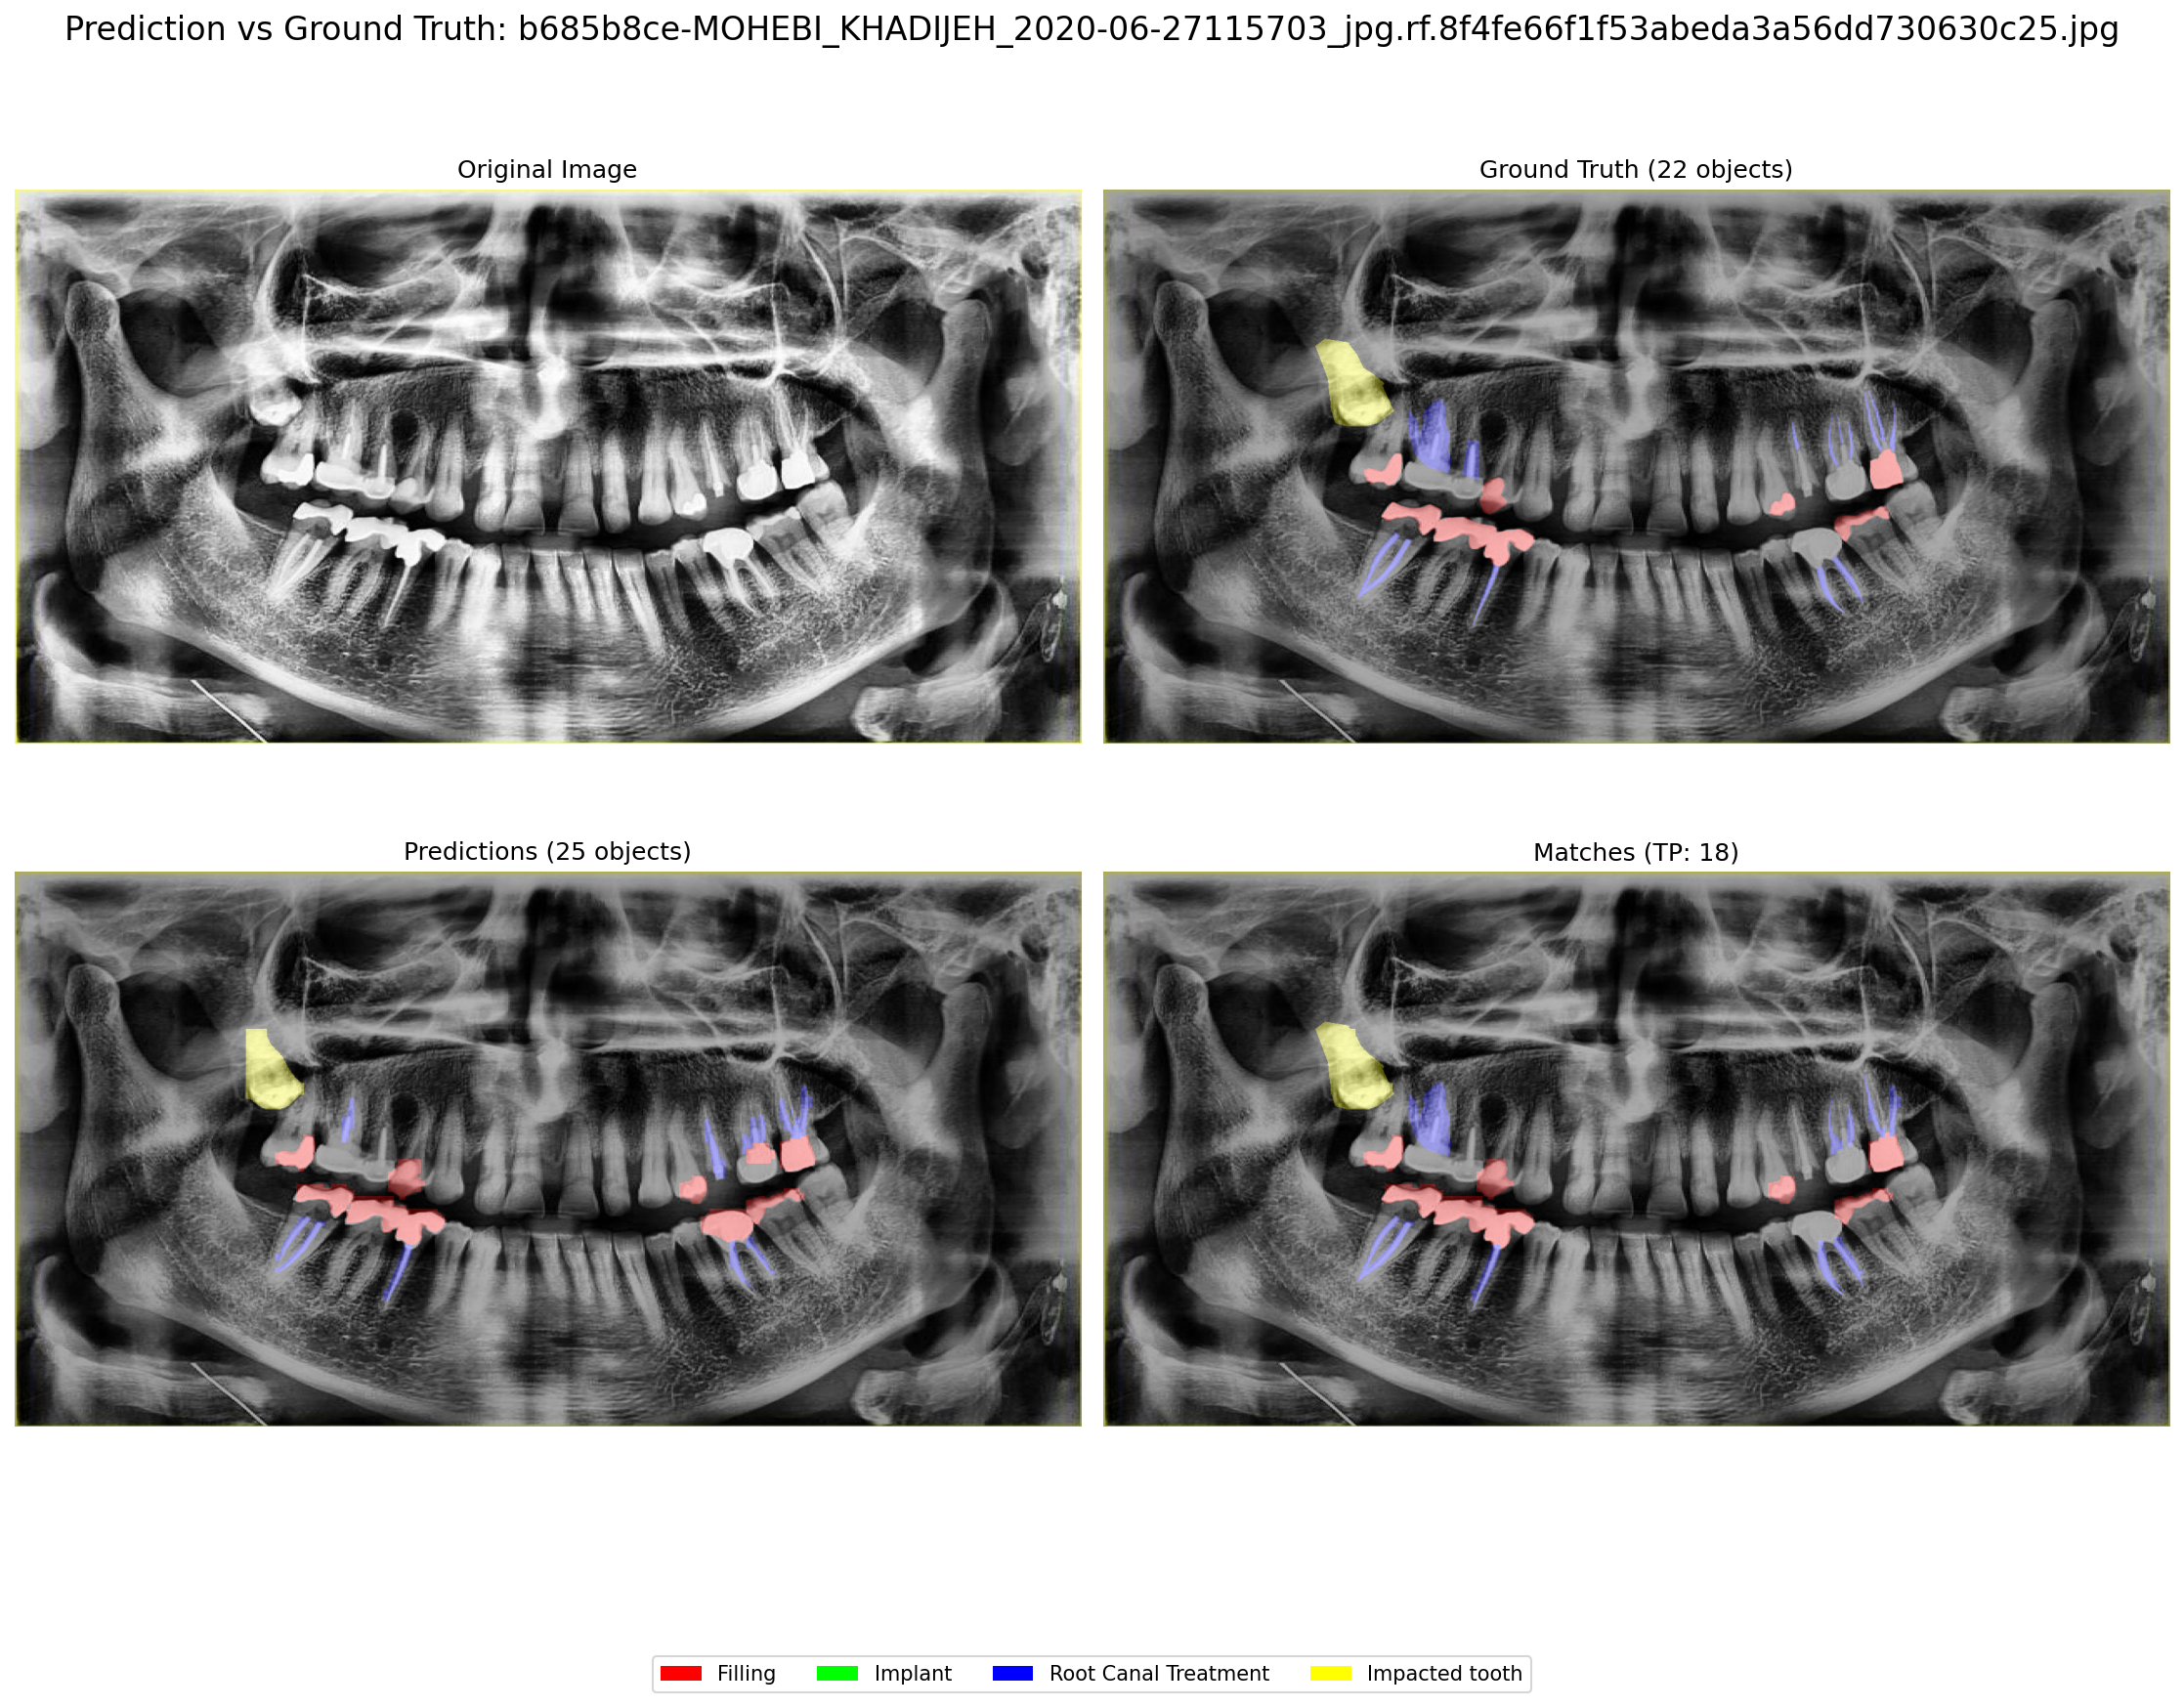 Prediction vs Ground Truth: b685b8ce-MOHEBI_KHADIJEH_2020-06-27115703_jpg.rf.8f4fe66f1f53abeda3a56dd730630c25.jpg
Original Image
Ground Truth (22 objects)
Predictions (25 objects)
Matches (TP: 18)
Filling
Implant
Root Canal Treatment
Impacted tooth